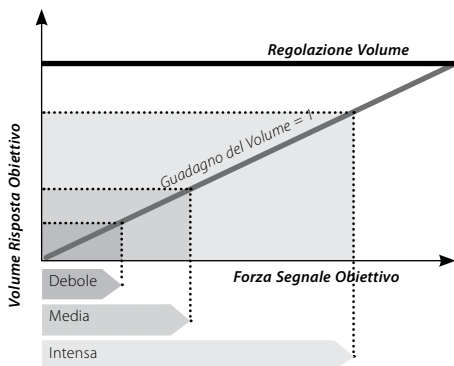 Regolazione Volume
Guadagno del Volume = 1
Volume Risposta Obiettivo
Forza Segnale Obiettivo
Debole
Media
Intensa